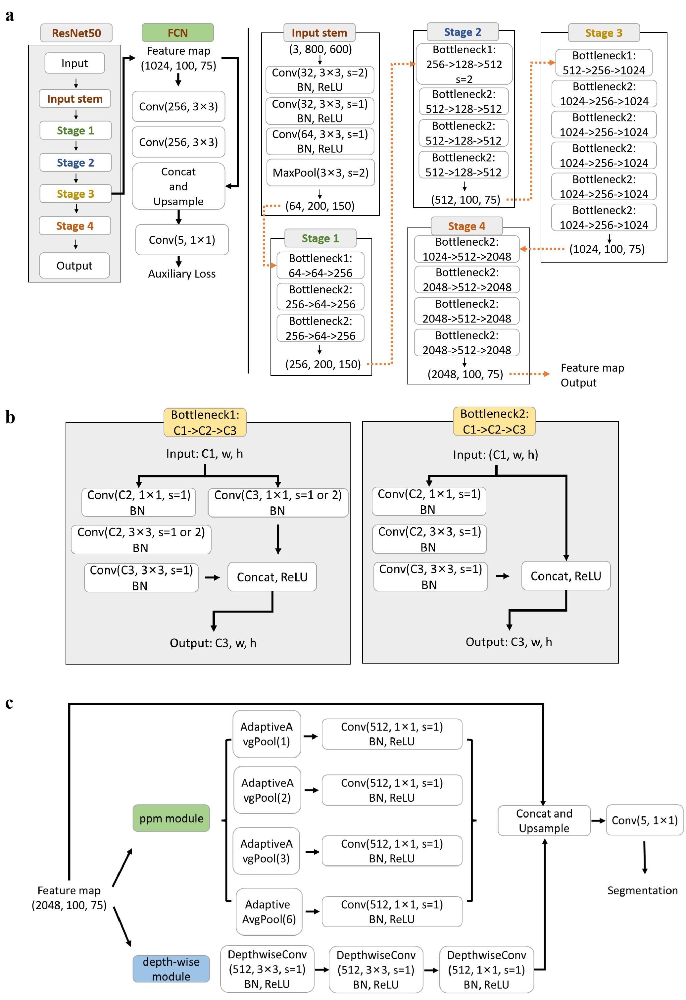 a
ResNet50
Input
Input stem
Stage 1
Stage 2
Stage 3
Stage 4
Output
FCN
Feature map
(1024, 100, 75)
Conv(256, 3×3)
Conv(256, 3×3)
Concat
and
Upsample
Conv(5, 1×1)
Auxiliary Loss
Input stem
(3, 800, 600)
Conv(32, 3×3, s=2)
BN, ReLU
Conv(32, 3×3, s=1)
BN, ReLU
Conv(64, 3×3, s=1)
BN, ReLU
MaxPool(3×3, s=2)
(64, 200, 150)
Stage 1
Bottleneck1:
64->64->256
Bottleneck2:
256->64->256
Bottleneck2:
256->64->256
(256, 200, 150)
Stage 2
Bottleneck1:
256->128->512
s=2
Bottleneck2:
512->128->512
Bottleneck2:
512->128->512
Bottleneck2:
512->128->512
(512, 100, 75)
Stage 3
Bottleneck1:
512->256->1024
Bottleneck2:
1024->256->1024
Bottleneck2:
1024->256->1024
Bottleneck2:
1024->256->1024
Bottleneck2:
1024->256->1024
Bottleneck2:
1024->256->1024
(1024, 100, 75)
Stage 4
Bottleneck2:
1024->512->2048
Bottleneck2:
2048->512->2048
Bottleneck2:
2048->512->2048
Bottleneck2:
2048->512->2048
(2048, 100, 75)
Feature map
Output
b
Bottleneck1:
C1->C2->C3
Input: C1, w, h
Conv(C2, 1×1, s=1)
BN
Conv(C3, 1×1, s=1 or 2)
BN
Conv(C2, 3×3, s=1 or 2)
BN
Conv(C3, 3×3, s=1)
BN
Concat, ReLU
Output: C3, w, h
Bottleneck2:
C1->C2->C3
Input: (C1, w, h)
Conv(C2, 1×1, s=1)
BN
Conv(C2, 3×3, s=1)
BN
Conv(C3, 3×3, s=1)
BN
Concat, ReLU
Output: C3, w, h
c
Feature map
(2048, 100, 75)
ppm module
AdaptiveA
vgPool(1)
Conv(512, 1×1, s=1)
BN, ReLU
AdaptiveA
vgPool(2)
Conv(512, 1×1, s=1)
BN, ReLU
AdaptiveA
vgPool(3)
Conv(512, 1×1, s=1)
BN, ReLU
Adaptive
AvgPool(6)
Conv(512, 1×1, s=1)
BN, ReLU
depth-wise
module
DepthwiseConv
(512, 3×3, s=1)
BN, ReLU
DepthwiseConv
(512, 3×3, s=1)
BN, ReLU
DepthwiseConv
(512, 1×1, s=1)
BN, ReLU
Concat and
Upsample
Conv(5, 1×1)
Segmentation